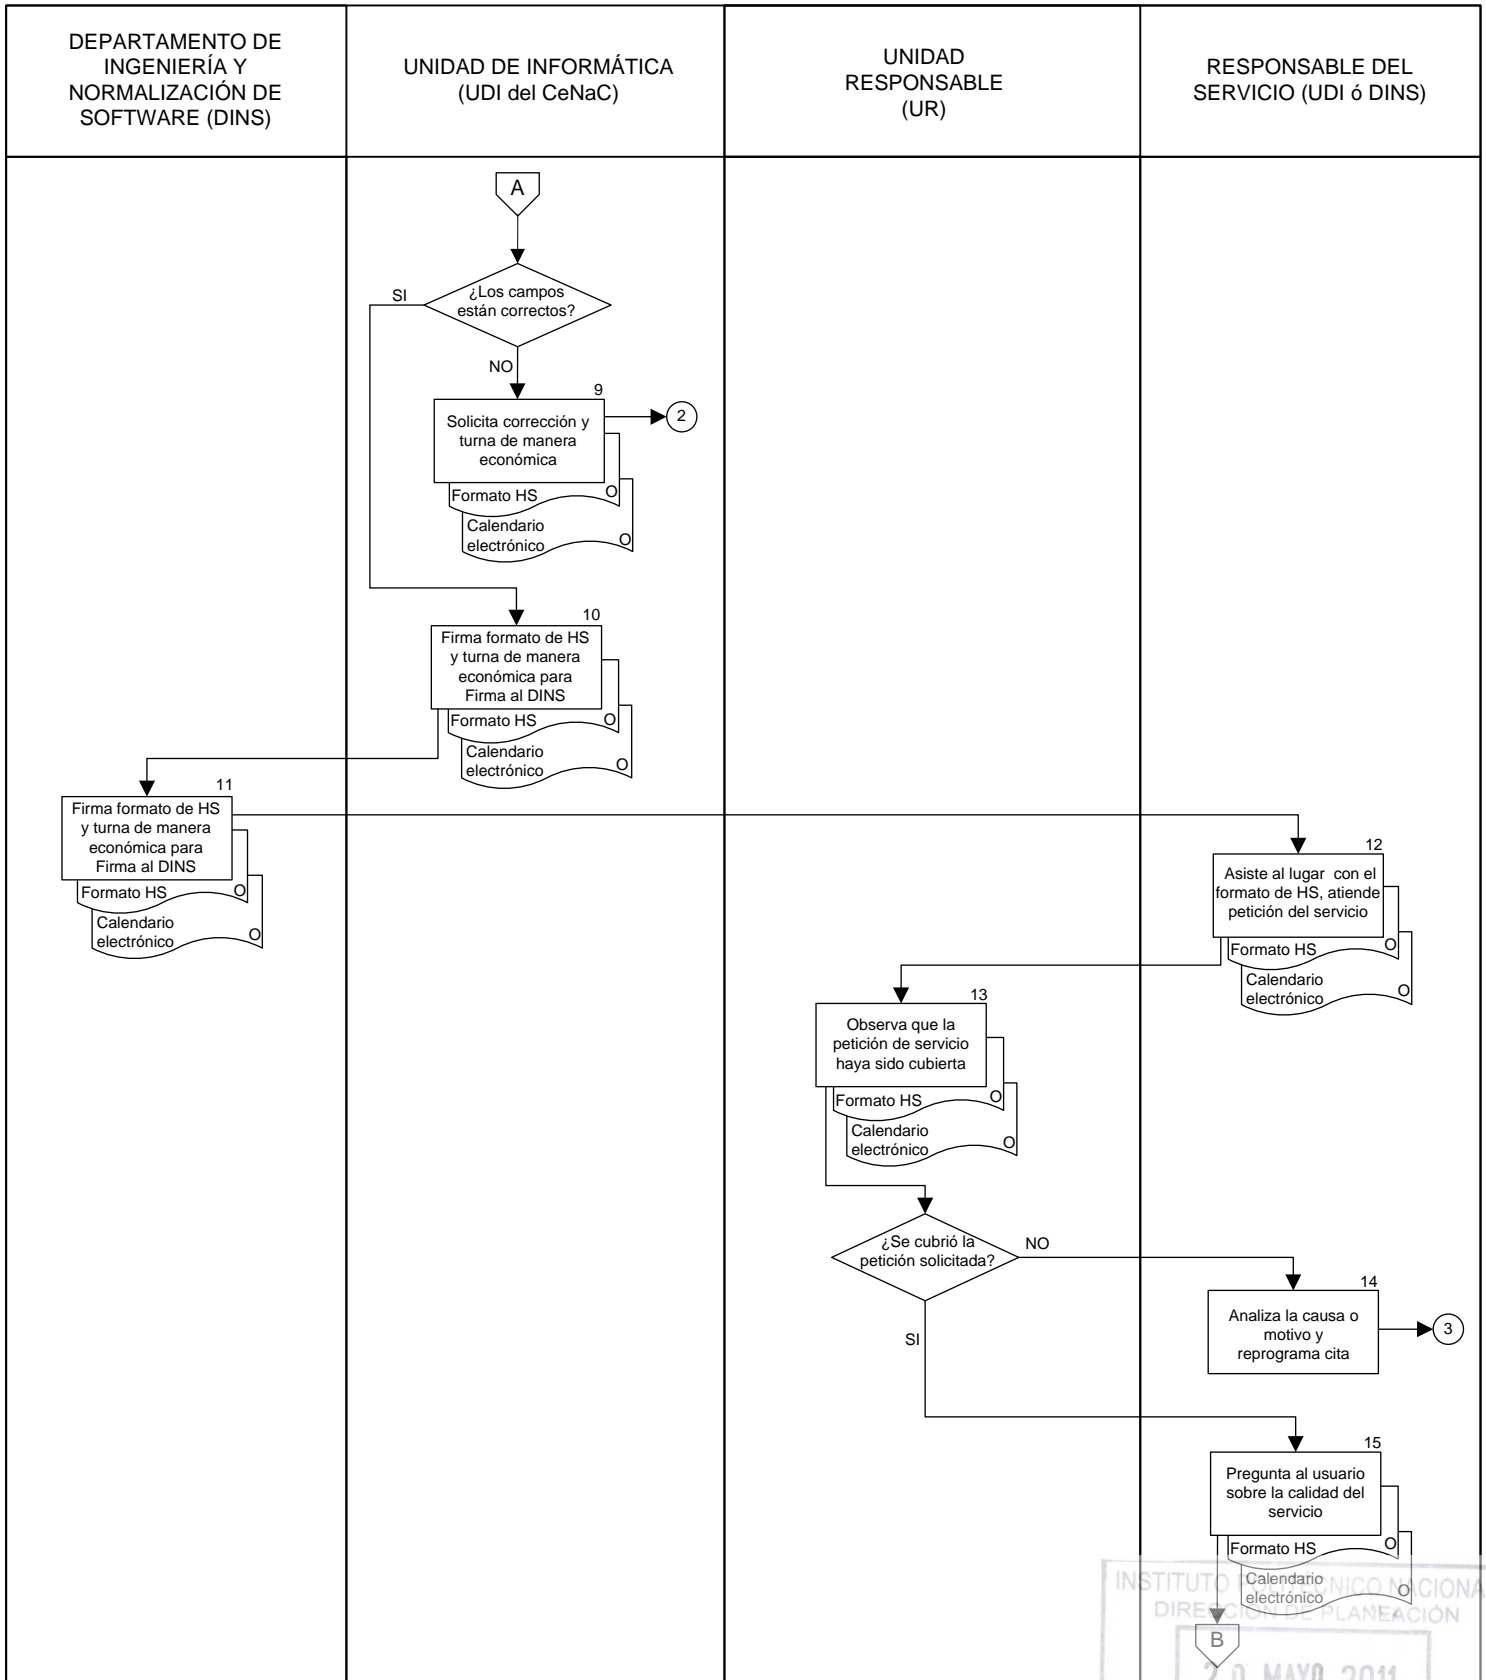 DEPARTAMENTO DE
INGENIERÍA Y
NORMALIZACIÓN DE
SOFTWARE (DINS)
UNIDAD DE INFORMÁTICA
(UDI del CeNaC)
UNIDAD
RESPONSABLE
(UR)
RESPONSABLE DEL
SERVICIO (UDI ó DINS)
A
¿Los campos
están correctos?
SI
NO
9
Solicita corrección y
turna de manera
económica
2
Formato HS
O
Calendario
electrónico
O
10
Firma formato de HS
y turna de manera
económica para
Firma al DINS
Formato HS
O
Calendario
electrónico
O
11
Firma formato de HS
y turna de manera
económica para
Firma al DINS
Formato HS
O
Calendario
electrónico
O
12
Asiste al lugar con el
formato de HS, atiende
petición del servicio
Formato HS
O
Calendario
electrónico
O
13
Observa que la
petición de servicio
haya sido cubierta
Formato HS
O
Calendario
electrónico
O
¿Se cubrió la
petición solicitada?
NO
SI
14
Analiza la causa o
motivo y
reprograma cita
3
15
Pregunta al usuario
sobre la calidad del
servicio
Formato HS
O
Calendario
electrónico
O
B
INSTITUTO POLITECNICO NACIONA
DIRECCIÓN DE PLANEACIÓN
MAYO 2011